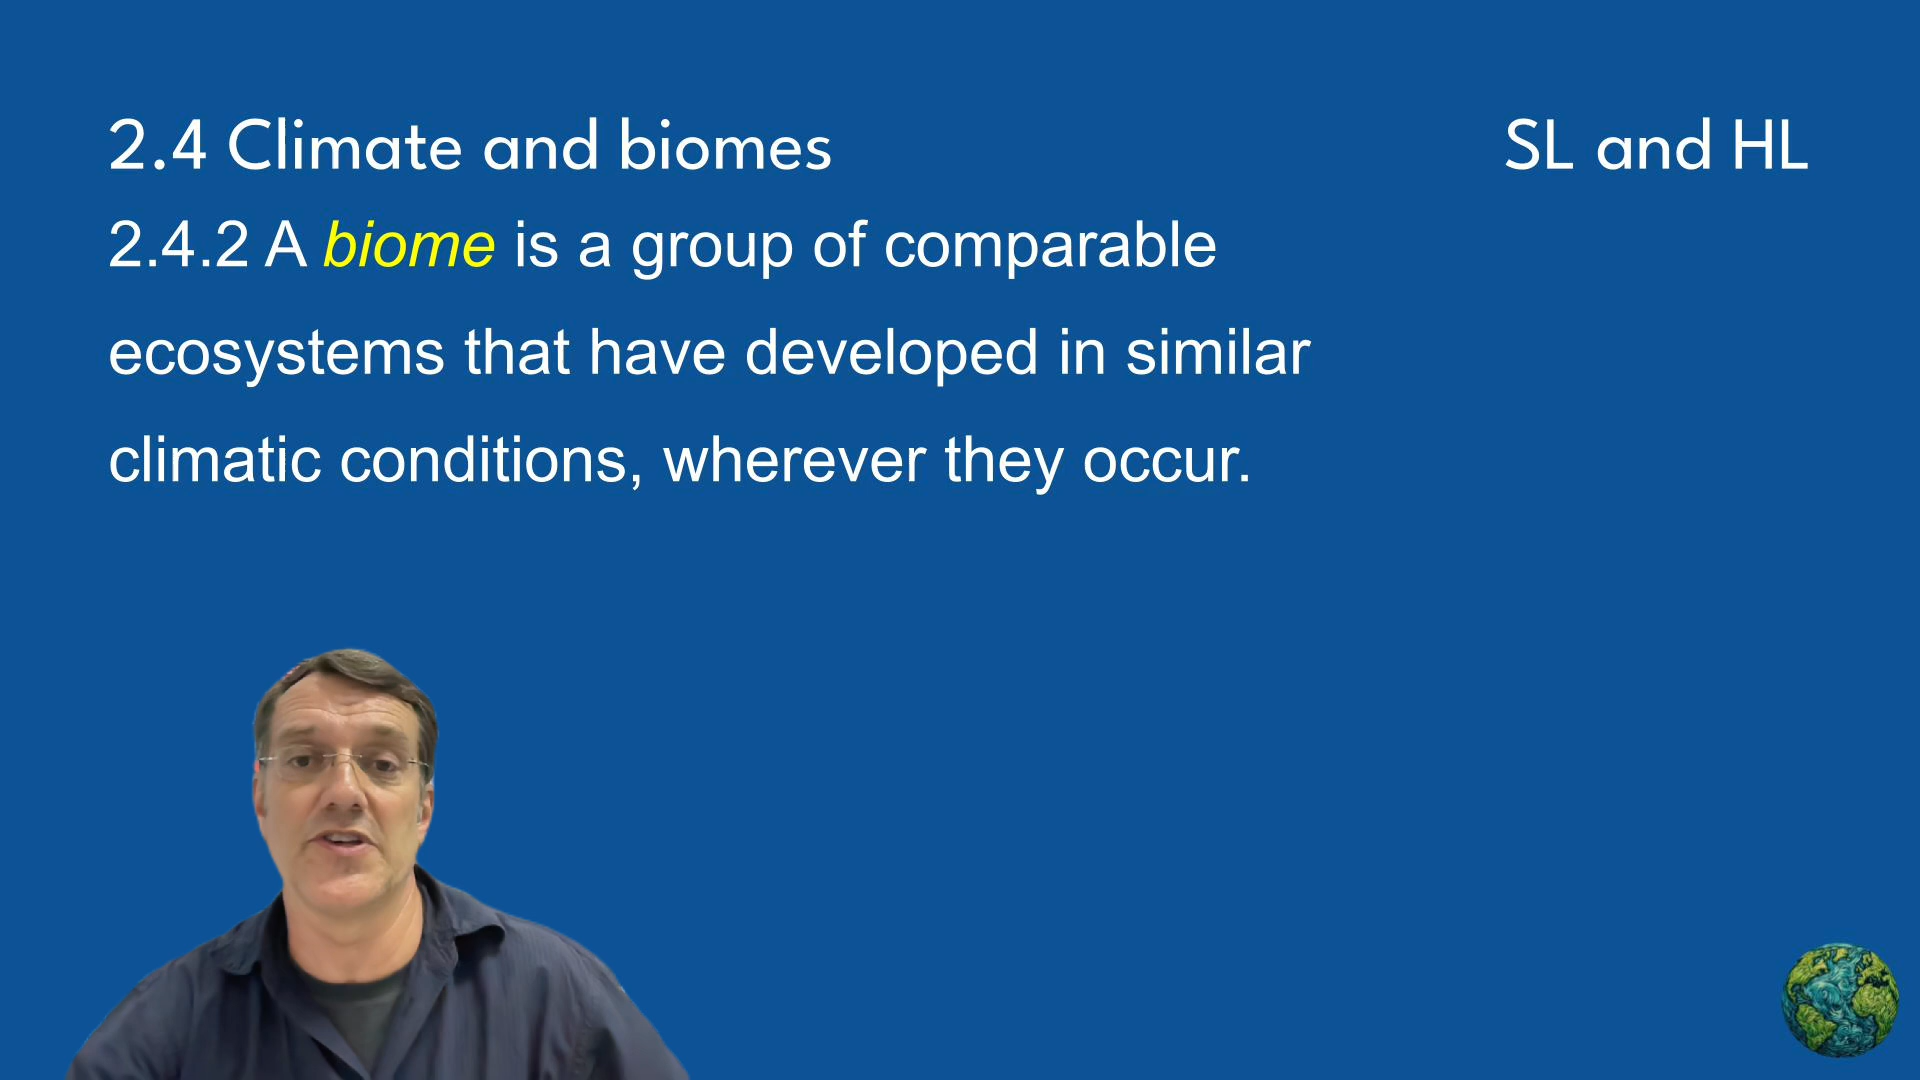 2.4 Climate and biomes
SL and HL
2.4.2 A biome is a group of comparable
ecosystems that have developed in similar
climatic conditions, wherever they occur.